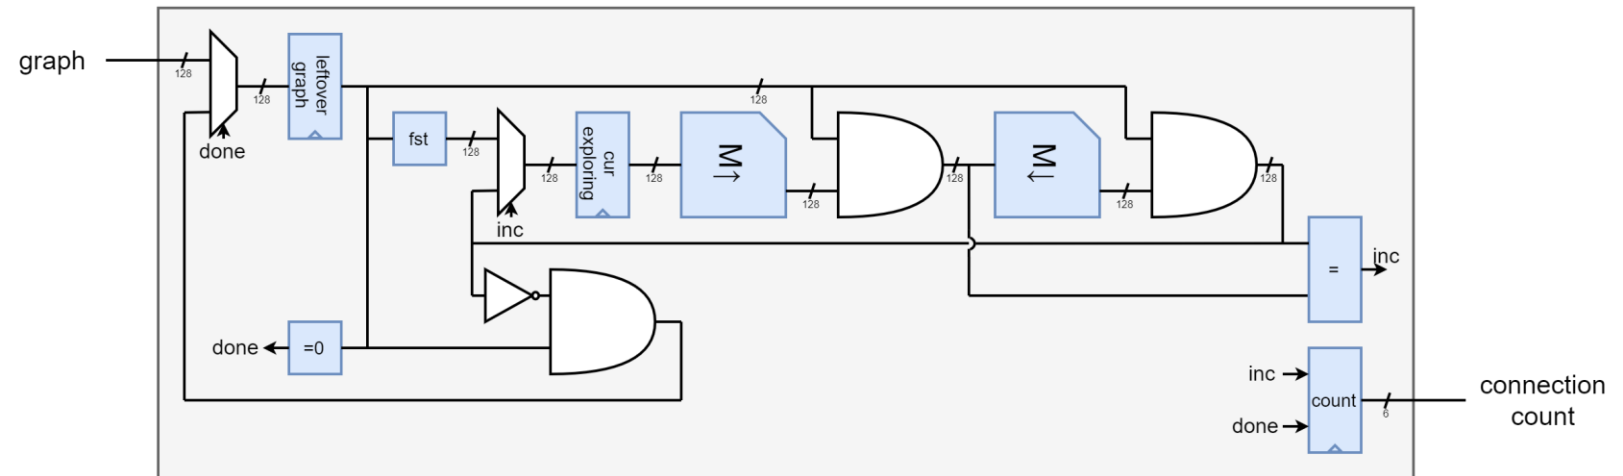 graph
128
done
128
leftover
graph
128
fst
128
inc
128
cur
exploring
128
M↑
128
128
M↓
128
128
=
inc
done
=0
inc
done
count
6
connection
count